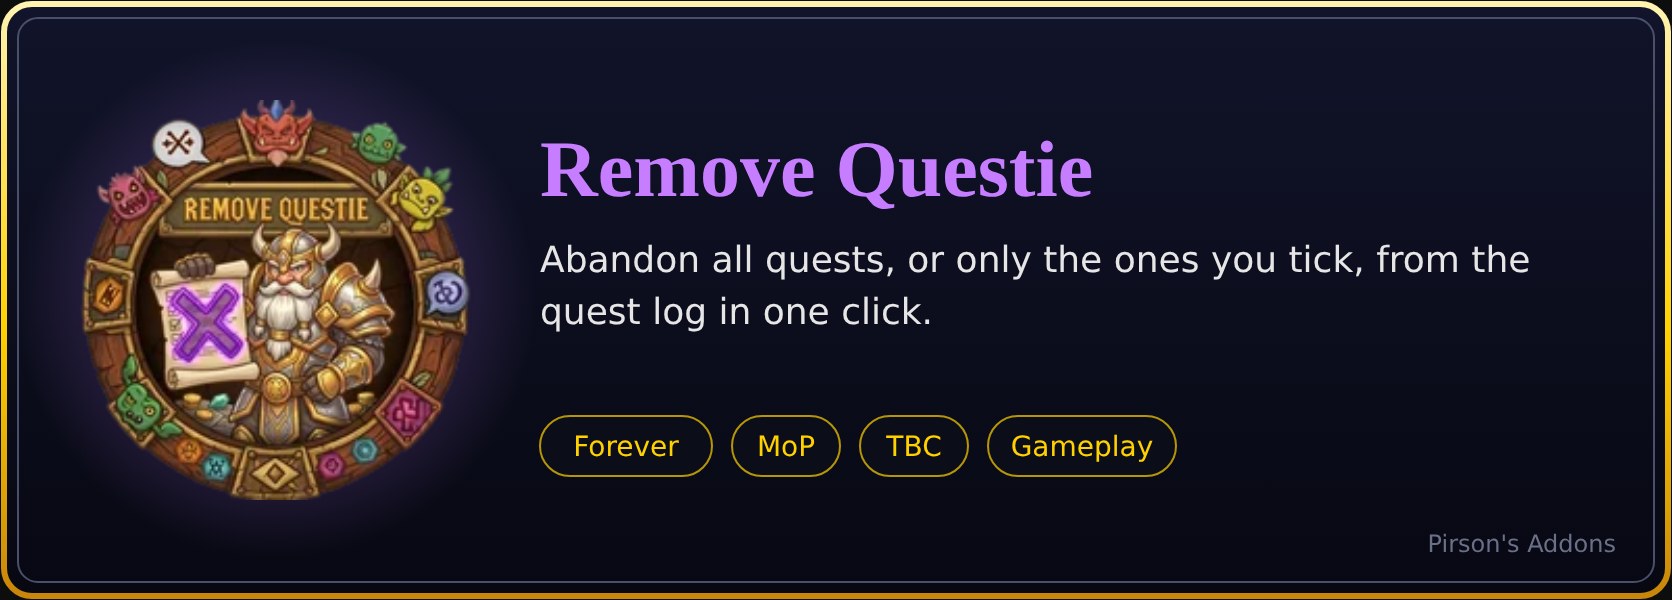 REMOVE QUESTIE
Remove Questie
Abandon all quests, or only the ones you tick, from the
quest log in one click.
Forever
MoP
TBC
Gameplay
Pirson's Addons